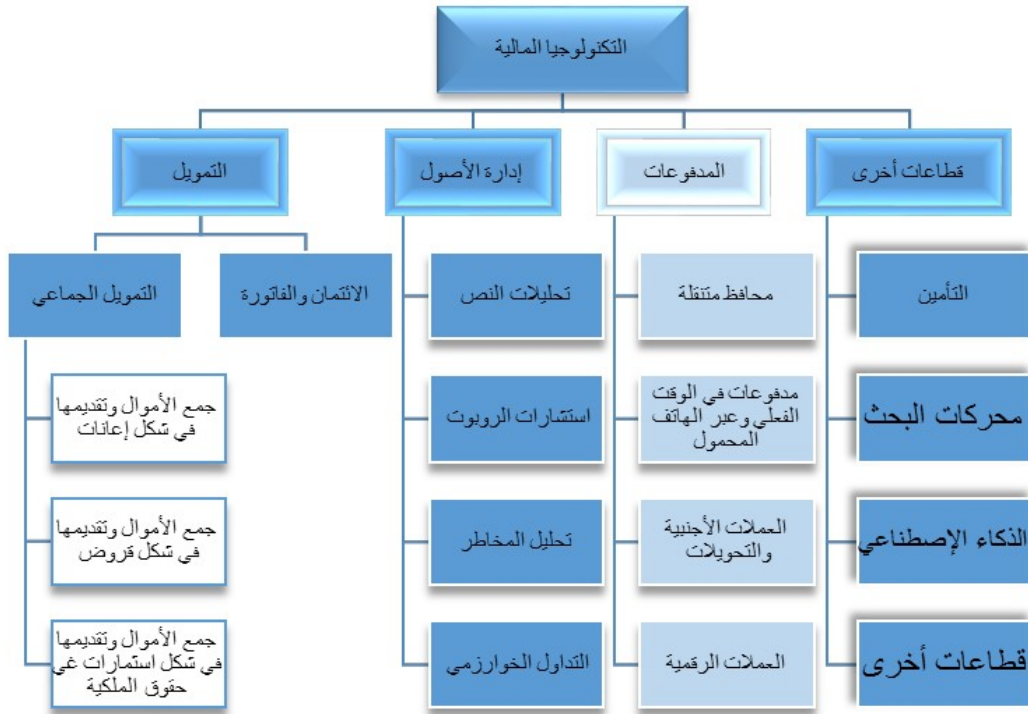 التكنولوجيا المالية
قطاعات أخرى
المدفوعات
إدارة الأصول
التمويل
التأمين
محركات البحث
الذكاء الإصطناعي
قطاعات أخرى
محافظ متنقلة
مدفوعات في الوقت
الفعلي وعبر الهاتف
المحمول
العملات الأجنبية
والتحويلات
العملات الرقمية
تحليلات النص
استشارات الروبوت
تحليل المخاطر
التداول الخوارزمي
الائتمان والفاتورة
التمويل الجماعي
جمع الأموال وتقديمها
في شكل إعانات
جمع الأموال وتقديمها
في شكل قروض
جمع الأموال وتقديمها
في شكل استمارات غي
حقوق الملكية